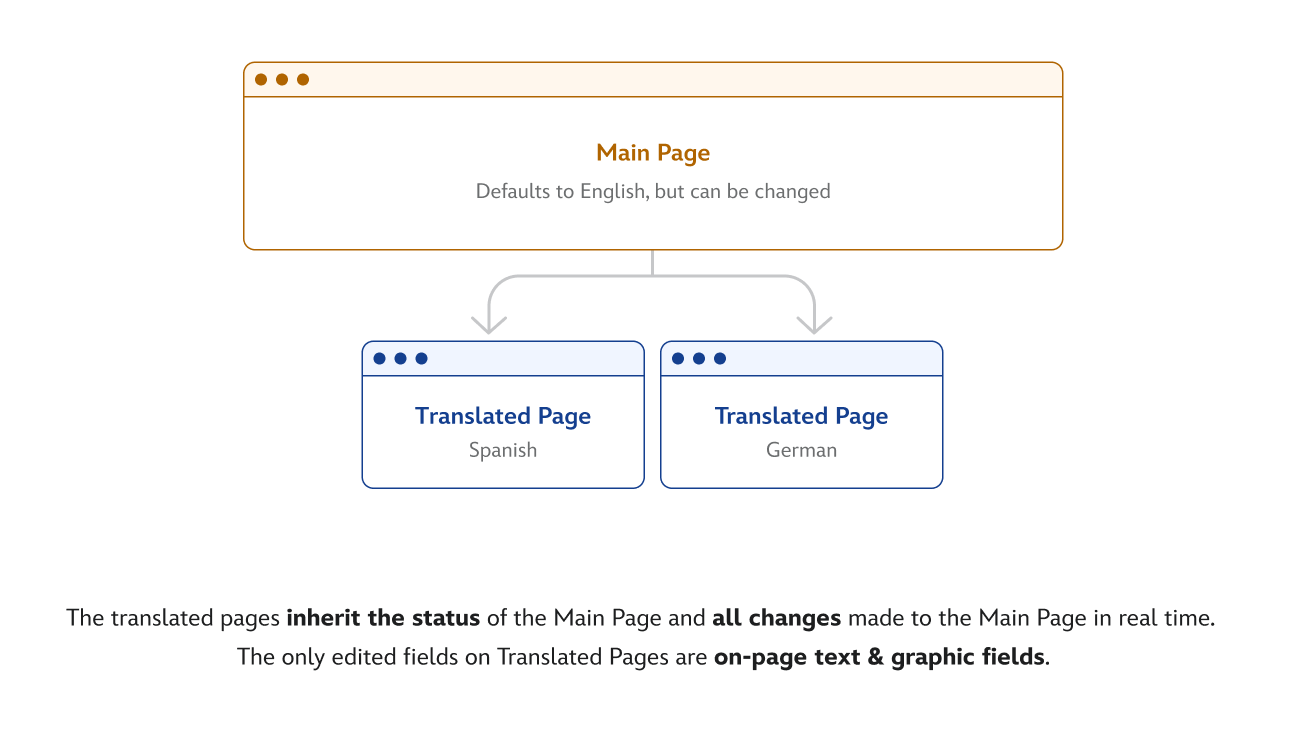 Main Page
Defaults to English, but can be changed
Translated Page
Spanish
Translated Page
German
The translated pages inherit the status of the Main Page and all changes made to the Main Page in real time.
The only edited fields on Translated Pages are on-page text & graphic fields.